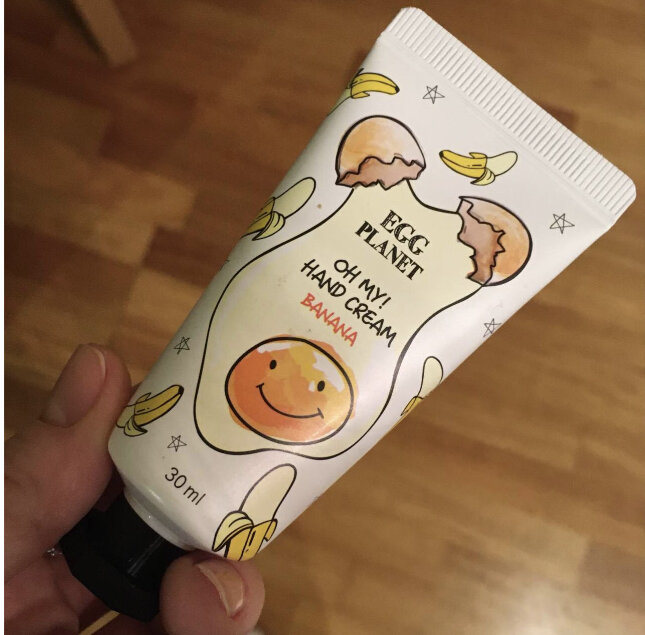 EGG
PLANET
OH MY!
HAND CREAM
BANANA
30 ml